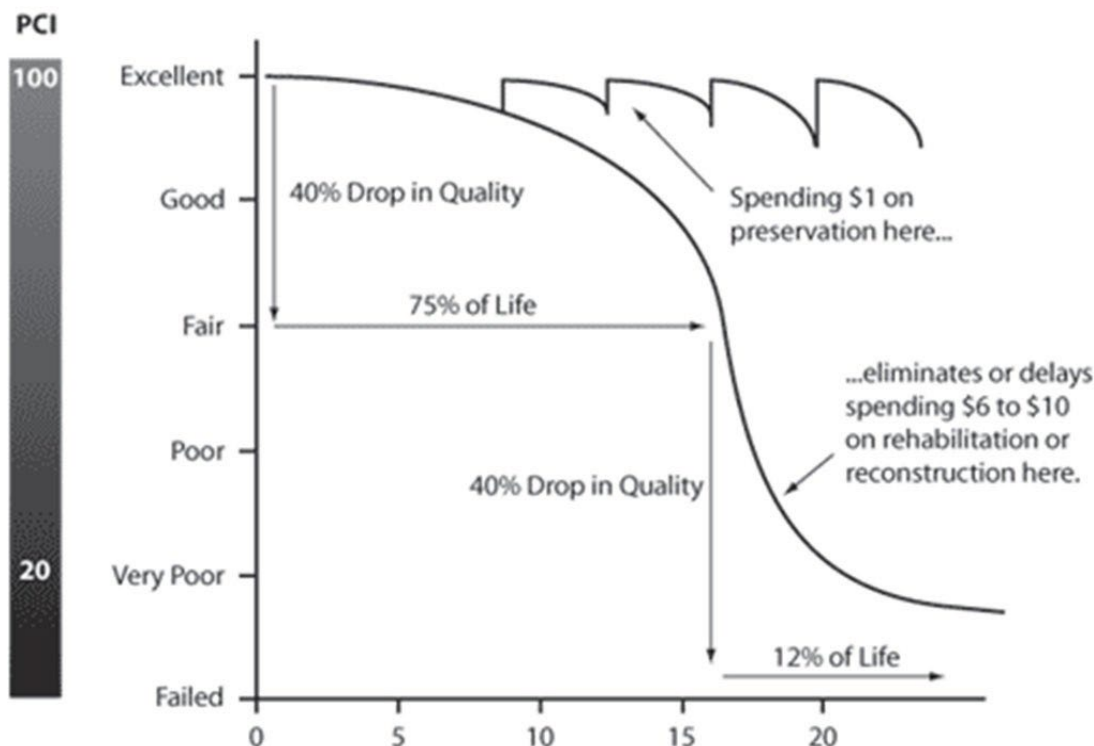 PCI
100
20
Excellent
Good
Fair
Poor
Very Poor
Failed
40% Drop in Quality
75% of Life
Spending $1 on
preservation here...
...eliminates or delays
spending $6 to $10
on rehabilitation or
reconstruction here.
40% Drop in Quality
12% of Life
0
5
10
15
20